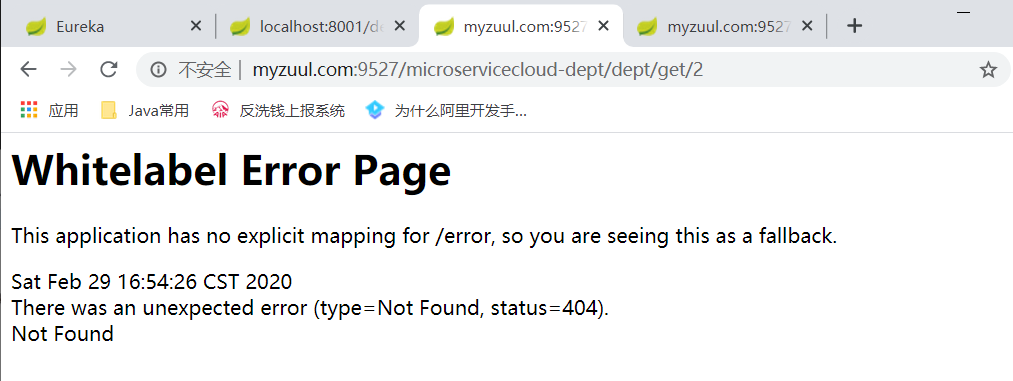 Eureka
localhost:8001/de
myzuul.com:9527
myzuul.com:9527
不安全 | myzuul.com:9527/microservicecloud-dept/dept/get/2
应用
Java常用
反洗钱上报系统
为什么阿里开发手...
Whitelabel Error Page
This application has no explicit mapping for /error, so you are seeing this as a fallback.
Sat Feb 29 16:54:26 CST 2020
There was an unexpected error (type=Not Found, status=404).
Not Found